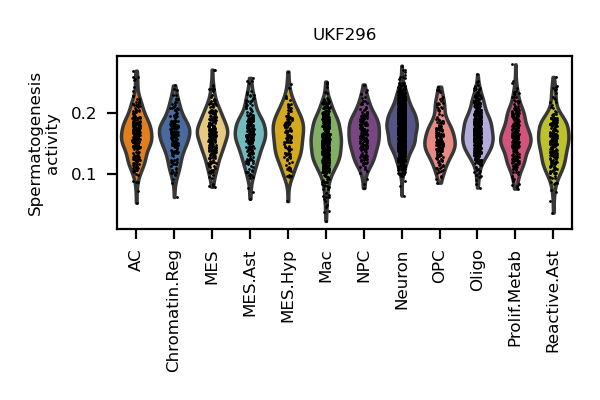 UKF296
Spermatogenesis
activity
0.2
0.1
AC
Chromatin.Reg
MES
MES.Ast
MES.Hyp
Mac
NPC
Neuron
OPC
Oligo
Prolif.Metab
Reactive.Ast